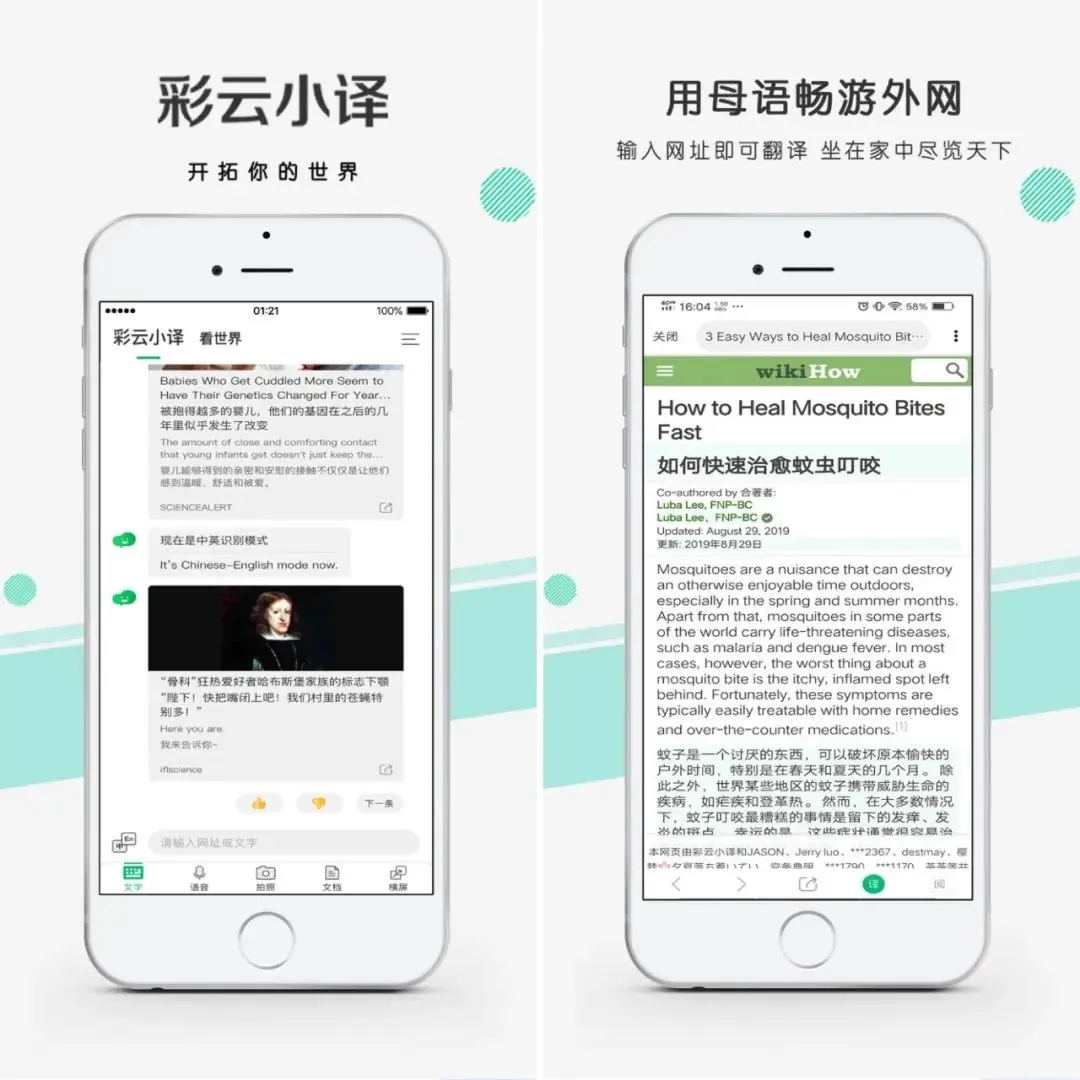 彩云小译
开拓你的世界
01:21
100%
彩云小译 看世界
Babies Who Get Cuddled More Seem to
Have Their Genetics Changed For Year...
被抱得越多的婴儿，他们的基因在之后的几
年里似乎发生了改变
The amount of close and comforting contact
that young infants get doesn't just keep the...
婴儿能够得到的亲密和安慰的接触不仅仅是让他们
感到温暖、舒适和被爱。
SCIENCEALERT
现在是中英识别模式
It's Chinese-English mode now.
“骨科”狂热爱好者哈布斯堡家族的标志下颚
“陛下！快把嘴闭上吧！我们村里的苍蝇特
别多！”
Here you are.
我来告诉你~
iflscience
下一条
中 En
请输入网址或文字
文字 语音 拍照 文档 横屏
用母语畅游外网
输入网址即可翻译 坐在家中尽览天下
4G 16:04 1.50 KB/s ...
58%
关闭 3 Easy Ways to Heal Mosquito Bit...
wikiHow
How to Heal Mosquito Bites
Fast
如何快速治愈蚊虫叮咬
Co-authored by 合著者:
Luba Lee, FNP-BC
Luba Lee，FNP-BC
Updated: August 29, 2019
更新: 2019年8月29日
Mosquitoes are a nuisance that can destroy
an otherwise enjoyable time outdoors,
especially in the spring and summer months.
Apart from that, mosquitoes in some parts
of the world carry life-threatening diseases,
such as malaria and dengue fever. In most
cases, however, the worst thing about a
mosquito bite is the itchy, inflamed spot left
behind. Fortunately, these symptoms are
typically easily treatable with home remedies
and over-the-counter medications.[1]
蚊子是一个讨厌的东西，可以破坏原本愉快的
户外时间，特别是在春天和夏天的几个月。除
此之外，世界某些地区的蚊子携带威胁生命的
疾病，如疟疾和登革热。然而，在大多数情况
下，蚊子叮咬最糟糕的事情是留下的发痒、发
炎的斑点。幸运的是，这些症状通常很容易治
本网页由彩云小译和JASON、Jerry luo、***2367、destmay、樱
译